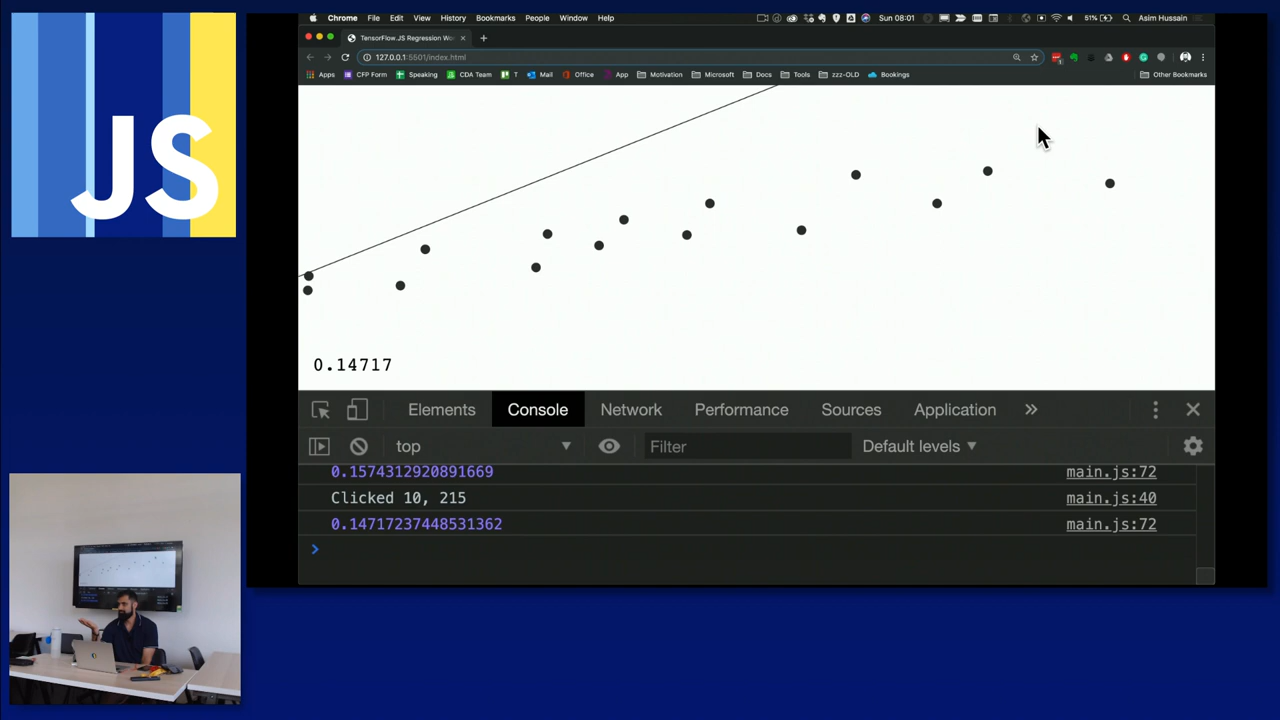 JS
Chrome File Edit View History Bookmarks People Window Help Sun 08:01 51% Asim Hussain
TensorFlow.JS Regression Wo
127.0.0.1:5501/index.html
Apps CFP Form Speaking CDA Team T Mail Office App Motivation Microsoft Docs Tools zzz-OLD Bookings Other Bookmarks
0.14717
Elements Console Network Performance Sources Application »
top Filter Default levels
0.1574312920891669 main.js:72
Clicked 10, 215 main.js:40
0.14717237448531362 main.js:72